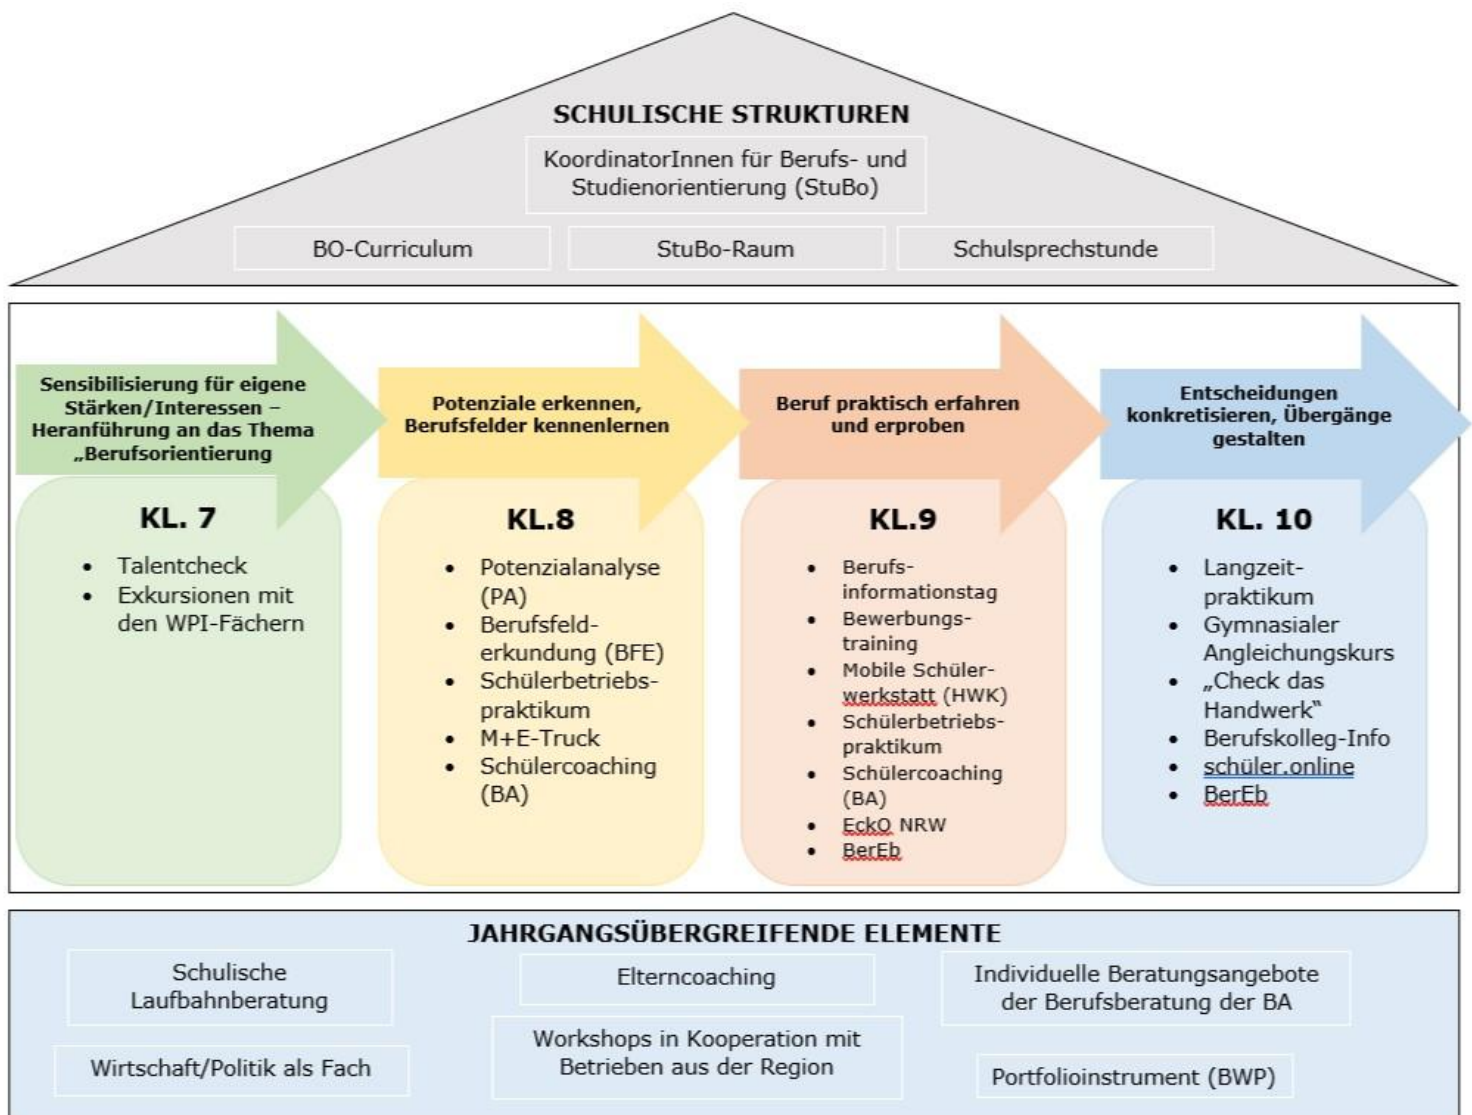 SCHULISCHE STRUKTUREN
KoordinatorInnen für Berufs- und
Studienorientierung (StuBo)
BO-Curriculum
StuBo-Raum
Schulsprechstunde
Sensibilisierung für eigene
Stärken/Interessen –
Heranführung an das Thema
„Berufsorientierung
Potenziale erkennen,
Berufsfelder kennenlernen
Beruf praktisch erfahren
und erproben
Entscheidungen
konkretisieren, Übergänge
gestalten
KL. 7
• Talentcheck
• Exkursionen mit
den WPI-Fächern
KL.8
• Potenzialanalyse
(PA)
• Berufsfeld-
erkundung (BFE)
• Schülerbetriebs-
praktikum
• M+E-Truck
• Schülercoaching
(BA)
KL.9
• Berufs-
informationstag
• Bewerbungs-
training
• Mobile Schüler-
werkstatt (HWK)
• Schülerbetriebs-
praktikum
• Schülercoaching
(BA)
• EckO NRW
• BerEb
KL. 10
• Langzeit-
praktikum
• Gymnasialer
Angleichungskurs
• „Check das
Handwerk“
• Berufskolleg-Info
• schüler.online
• BerEb
JAHRGANGSÜBERGREIFENDE ELEMENTE
Schulische
Laufbahnberatung
Elterncoaching
Individuelle Beratungsangebote
der Berufsberatung der BA
Wirtschaft/Politik als Fach
Workshops in Kooperation mit
Betrieben aus der Region
Portfolioinstrument (BWP)